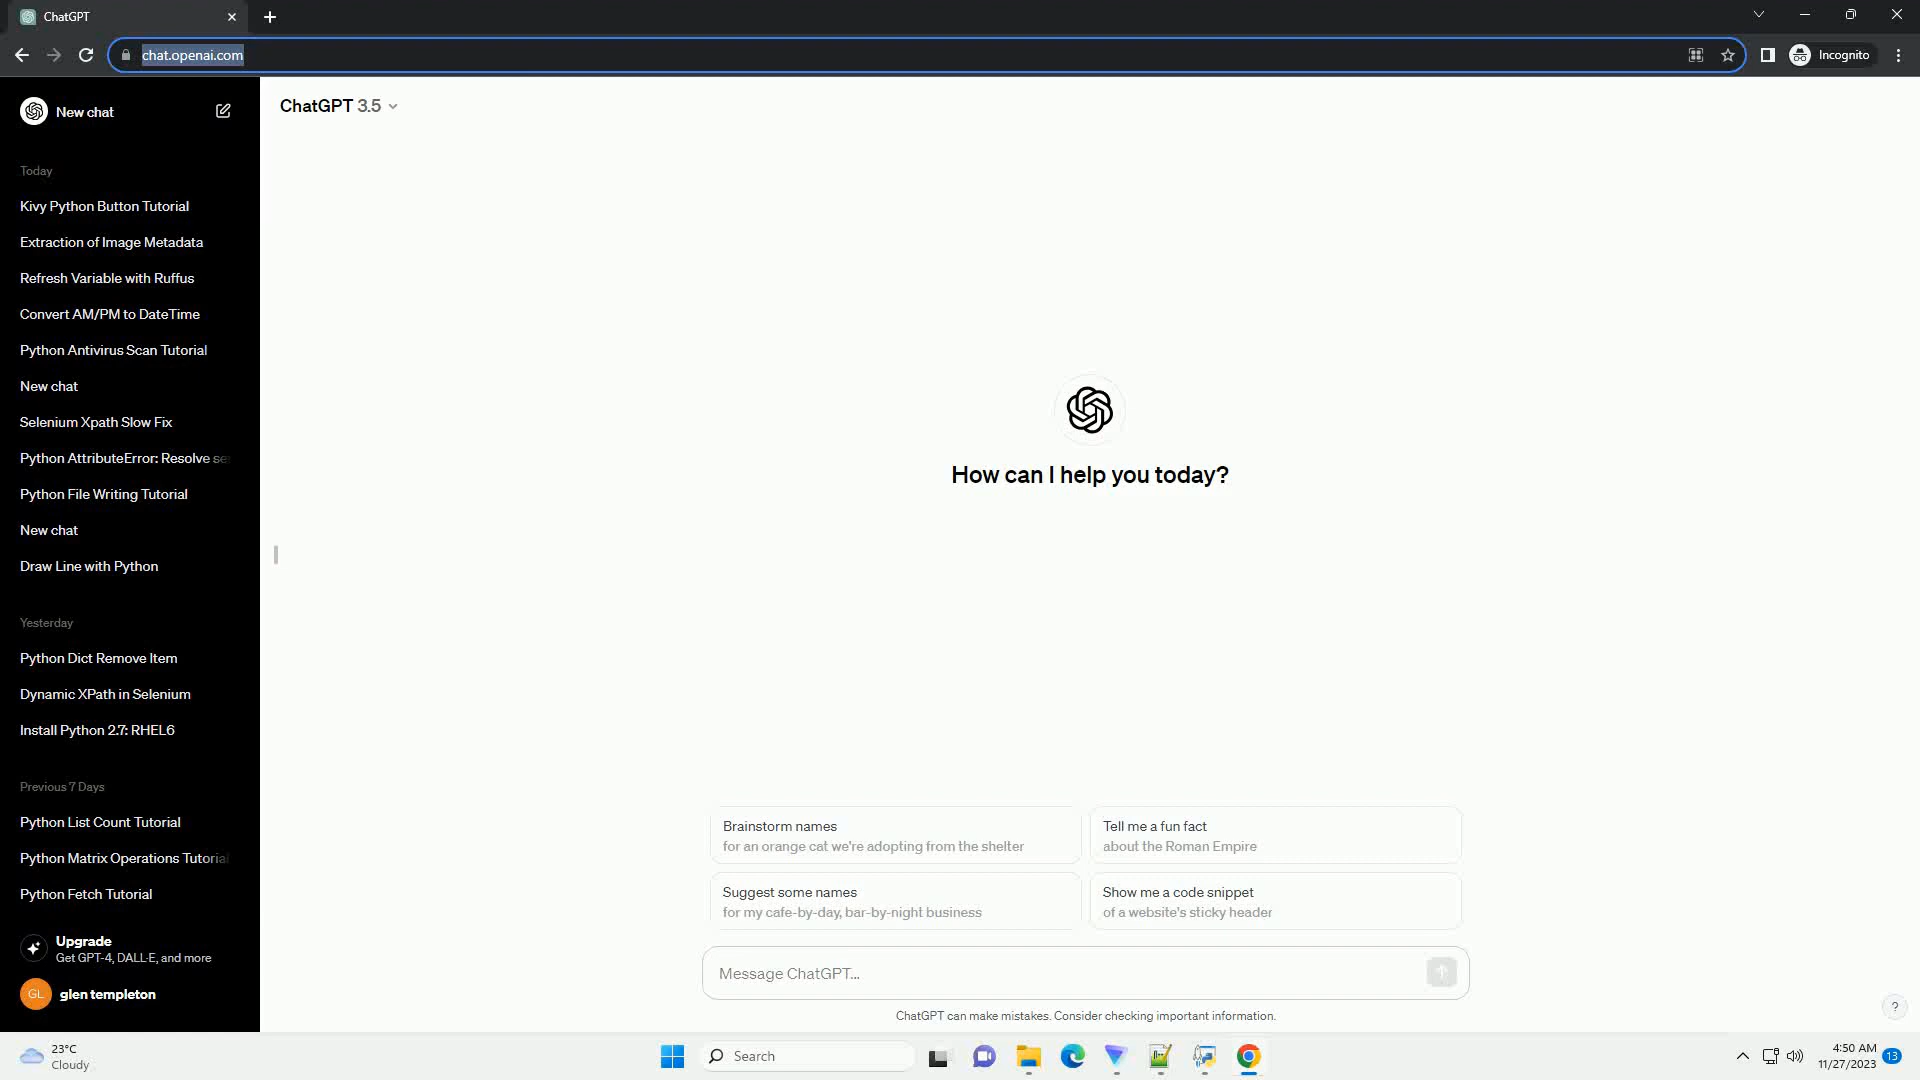 ChatGPT
chat.openai.com
Incognito
New chat
ChatGPT 3.5
Today
Kivy Python Button Tutorial
Extraction of Image Metadata
Refresh Variable with Ruffus
Convert AM/PM to DateTime
Python Antivirus Scan Tutorial
New chat
Selenium Xpath Slow Fix
Python AttributeError: Resolve se
Python File Writing Tutorial
New chat
Draw Line with Python
Yesterday
Python Dict Remove Item
Dynamic XPath in Selenium
Install Python 2.7: RHEL6
Previous 7 Days
Python List Count Tutorial
Python Matrix Operations Tutorial
Python Fetch Tutorial
Upgrade
Get GPT-4, DALL·E, and more
GL
glen templeton
How can I help you today?
Brainstorm names
for an orange cat we're adopting from the shelter
Tell me a fun fact
about the Roman Empire
Suggest some names
for my cafe-by-day, bar-by-night business
Show me a code snippet
of a website's sticky header
Message ChatGPT...
ChatGPT can make mistakes. Consider checking important information.
?
23°C
Cloudy
Search
4:50 AM
11/27/2023
13